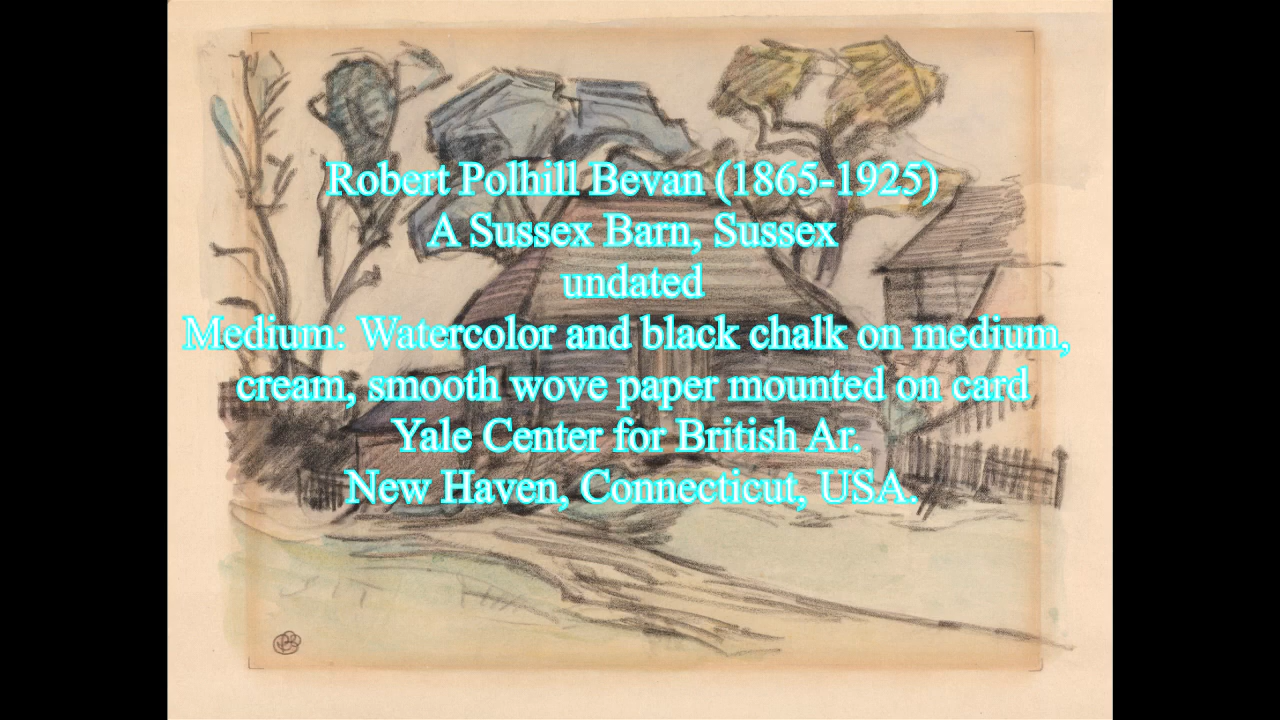 Robert Polhill Bevan (1865-1925)
A Sussex Barn, Sussex
undated
Medium: Watercolor and black chalk on medium,
cream, smooth wove paper mounted on card
Yale Center for British Ar.
New Haven, Connecticut, USA.